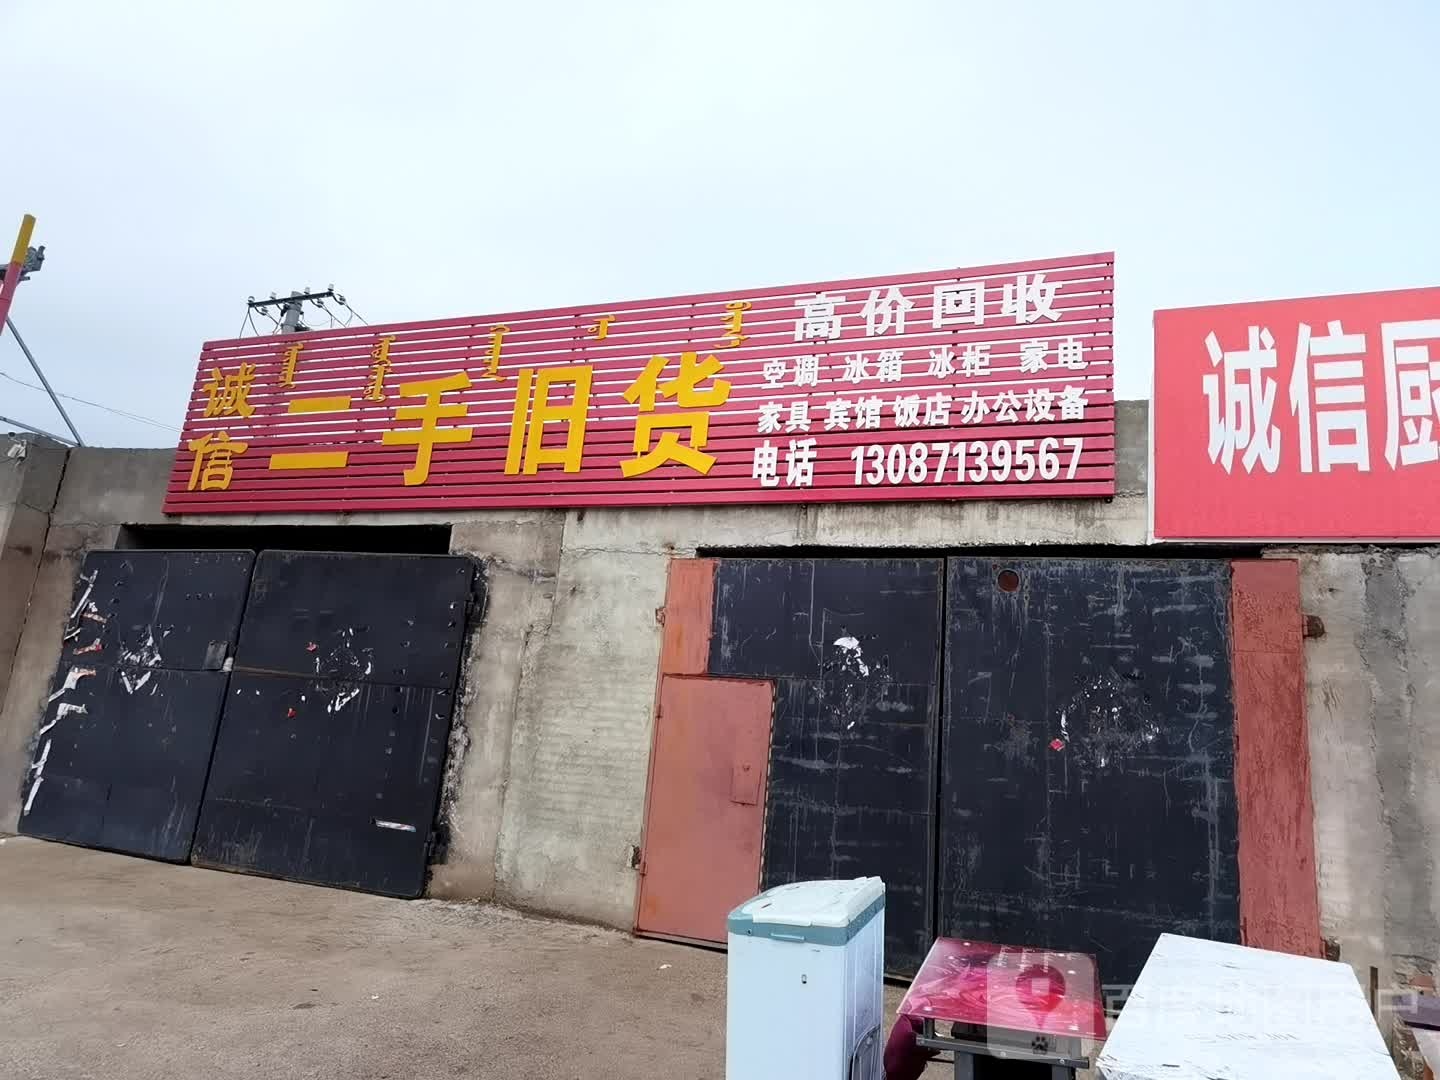 诚信
二手旧货
高价回收
空调 冰箱 冰柜 家电
家具 宾馆 饭店 办公设备
电话 13087139567
诚信厨